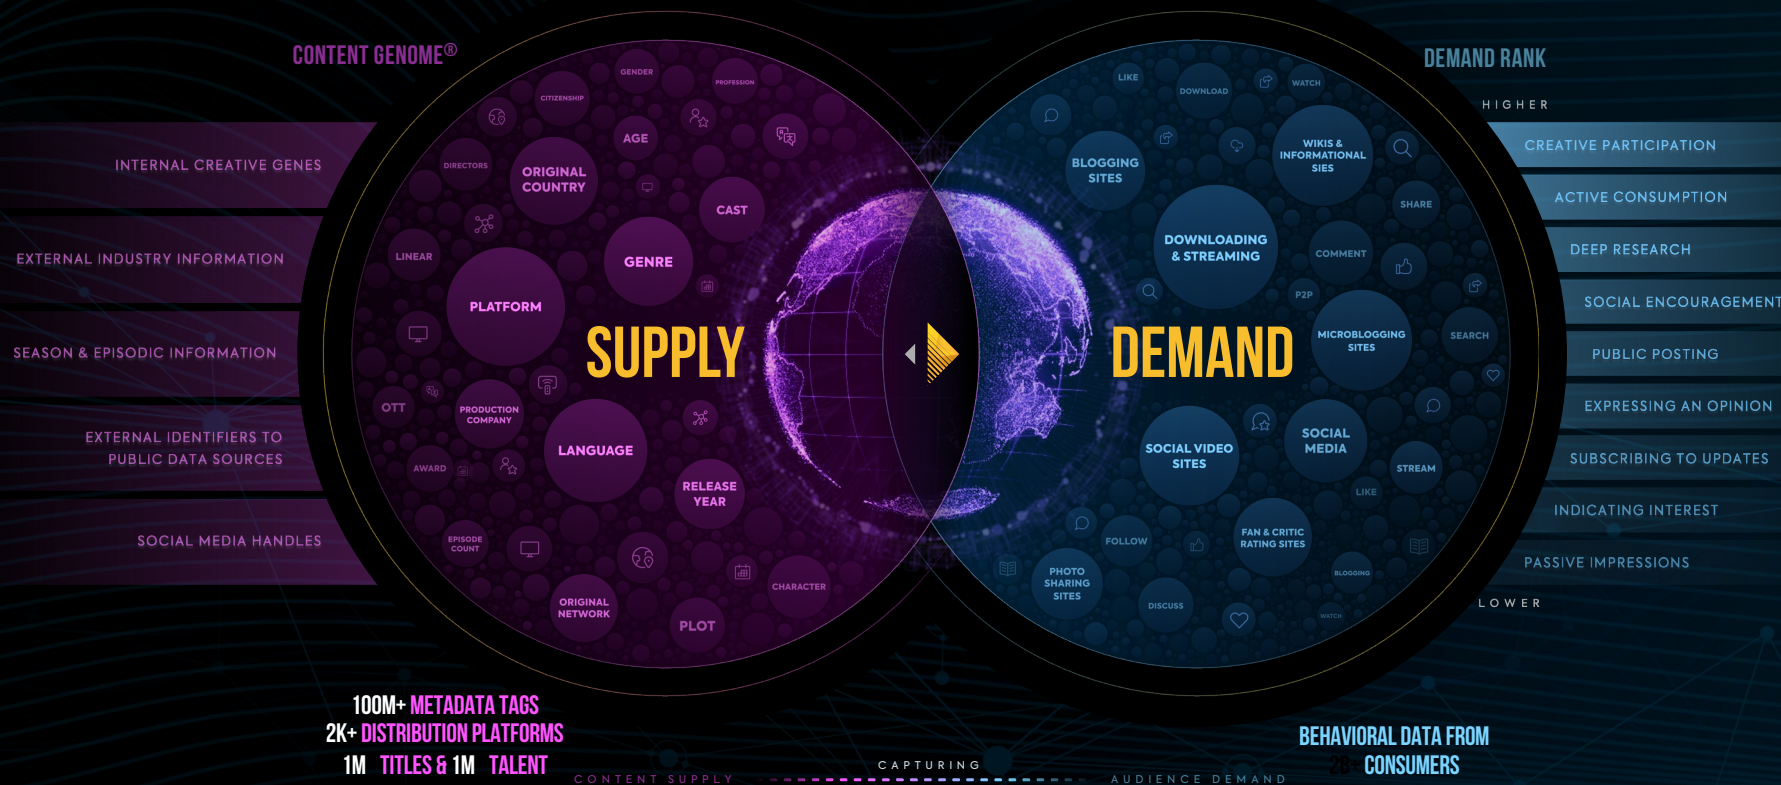 CONTENT GENOME®
INTERNAL CREATIVE GENES
EXTERNAL INDUSTRY INFORMATION
SEASON & EPISODIC INFORMATION
EXTERNAL IDENTIFIERS TO
PUBLIC DATA SOURCES
SOCIAL MEDIA HANDLES
GENDER
PROFESSION
CITIZENSHIP
AGE
DIRECTORS
ORIGINAL
COUNTRY
CAST
LINEAR
GENRE
PLATFORM
SUPPLY
OTT
PRODUCTION
COMPANY
LANGUAGE
AWARD
RELEASE
YEAR
EPISODE
COUNT
CHARACTER
ORIGINAL
NETWORK
PLOT
LIKE
DOWNLOAD
WATCH
BLOGGING
SITES
WIKIS &
INFORMATIONAL
SIES
SHARE
DOWNLOADING
& STREAMING
COMMENT
P2P
MICROBLOGGING
SITES
SEARCH
DEMAND
SOCIAL VIDEO
SITES
SOCIAL
MEDIA
STREAM
LIKE
FAN & CRITIC
RATING SITES
FOLLOW
PHOTO
SHARING
SITES
BLOGGING
DISCUSS
WATCH
DEMAND RANK
HIGHER
CREATIVE PARTICIPATION
ACTIVE CONSUMPTION
DEEP RESEARCH
SOCIAL ENCOURAGEMENT
PUBLIC POSTING
EXPRESSING AN OPINION
SUBSCRIBING TO UPDATES
INDICATING INTEREST
PASSIVE IMPRESSIONS
LOWER
100M+ METADATA TAGS
2K+ DISTRIBUTION PLATFORMS
1M TITLES & 1M TALENT
CONTENT SUPPLY
CAPTURING
AUDIENCE DEMAND
BEHAVIORAL DATA FROM
CONSUMERS